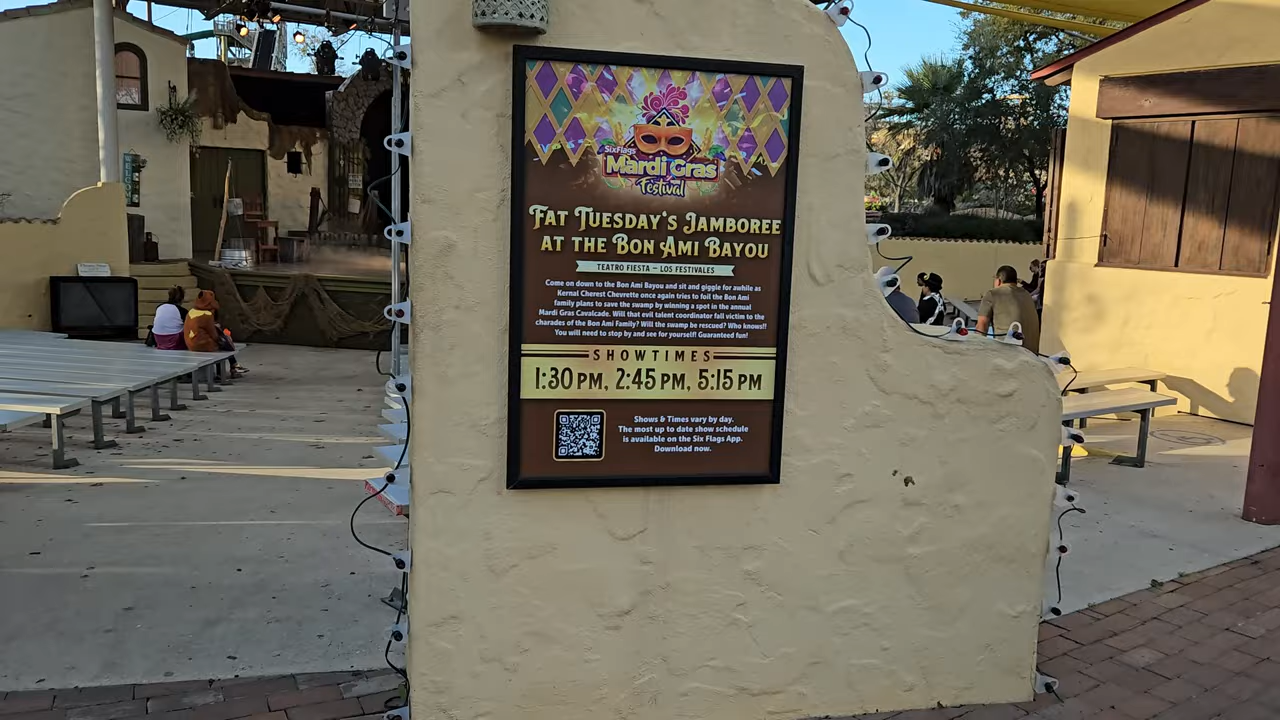 SixFlags
Mardi Gras
Festival
Fat Tuesday's Jamboree
at the Bon Ami Bayou
TEATRO FIESTA – LOS FESTIVALES
Come on down to the Bon Ami Bayou and sit and giggle for awhile as
Kernal Cherest Chevrette once again tries to foil the Bon Ami
family plans to save the swamp by winning a spot in the annual
Mardi Gras Cavalcade. Will that evil talent coordinator fall victim to the
charades of the Bon Ami Family? Will the swamp be rescued? Who knows!!
You will need to stop by and see for yourself! Guaranteed fun!
SHOWTIMES
1:30 PM, 2:45 PM, 5:15 PM
Shows & Times vary by day.
The most up to date show schedule
is available on the Six Flags App.
Download now.